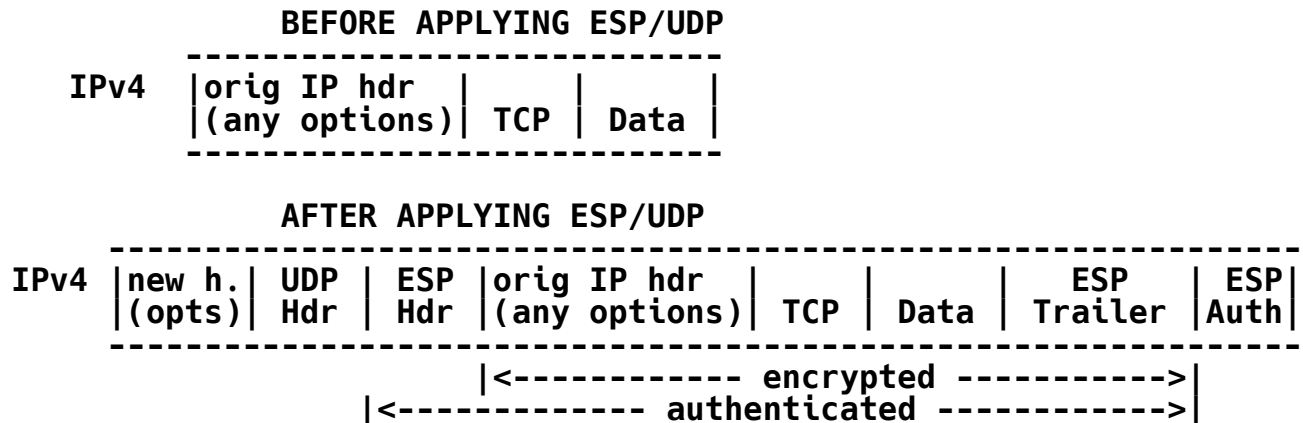 BEFORE APPLYING ESP/UDP
----------------------------
IPv4  |orig IP hdr  |     |      |
|(any options)| TCP | Data |
----------------------------
AFTER APPLYING ESP/UDP
--------------------------------------------------------------
IPv4 |new h.| UDP | ESP |orig IP hdr  |     |      |   ESP   | ESP|
|(opts)| Hdr | Hdr |(any options)| TCP | Data | Trailer |Auth|
--------------------------------------------------------------
|<------------ encrypted ----------->|
|<------------- authenticated ------------>|